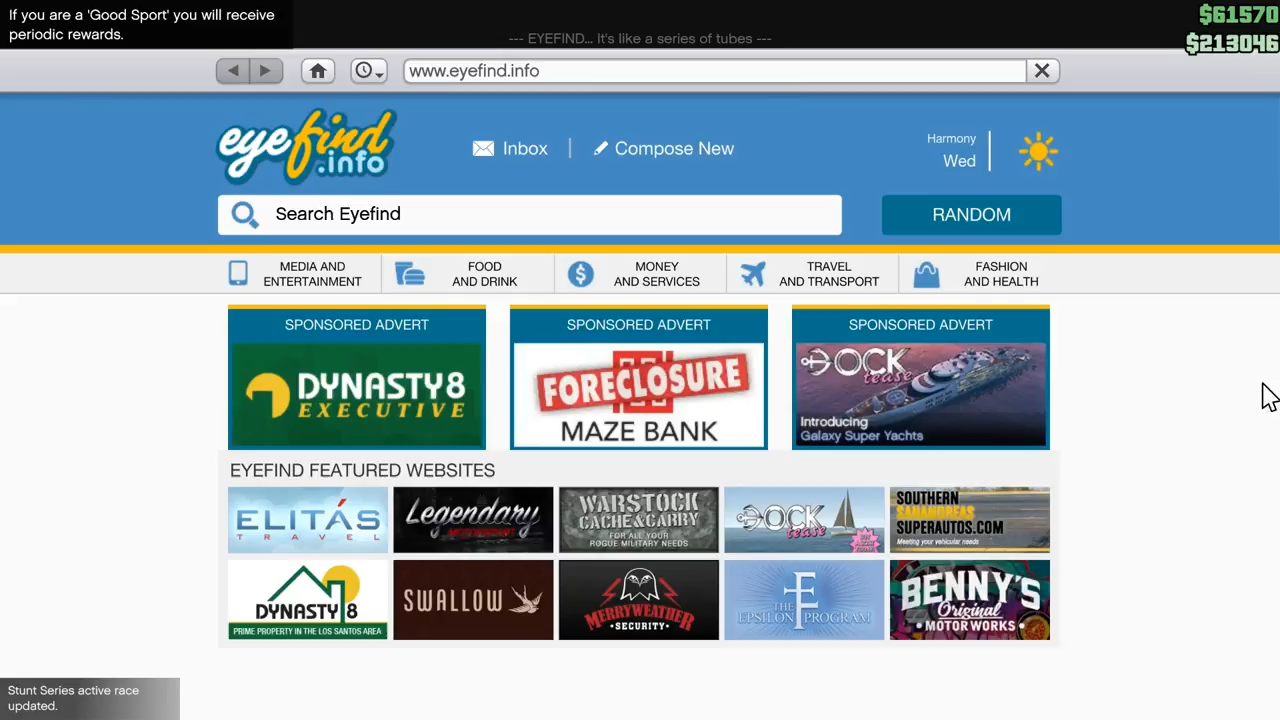 If you are a 'Good Sport' you will receive
periodic rewards.
$61570
$213046
--- EYEFIND... It's like a series of tubes ---
www.eyefind.info
eyefind
.info
Inbox
Compose New
Harmony
Wed
Search Eyefind
RANDOM
MEDIA AND
ENTERTAINMENT
FOOD
AND DRINK
MONEY
AND SERVICES
TRAVEL
AND TRANSPORT
FASHION
AND HEALTH
SPONSORED ADVERT
DYNASTY8
EXECUTIVE
SPONSORED ADVERT
FORECLOSURE
MAZE BANK
SPONSORED ADVERT
DOCK
tease
Introducing
Galaxy Super Yachts
EYEFIND FEATURED WEBSITES
ELITÁS
TRAVEL
Legendary
MOTORSPORT
WARSTOCK
CACHE&CARRY
FOR ALL YOUR
ROGUE MILITARY NEEDS
DOCK
tease
SOUTHERN
SANANDREAS
SUPERAUTOS.COM
Meeting your vehicular needs
DYNASTY 8
PRIME PROPERTY IN THE LOS SANTOS AREA
SWALLOW
MERRYWEATHER
SECURITY
THE
EPSILON PROGRAM
BENNY'S
Original
MOTOR WORKS
Stunt Series active race
updated.